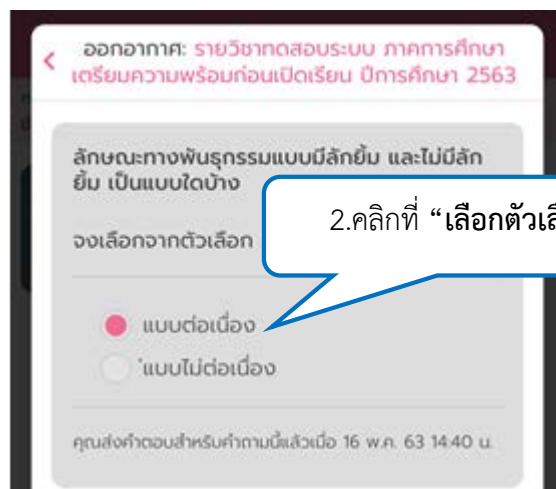 ออกอากาศ: รายวิชาทดสอบระบบ ภาคการศึกษา
เตรียมความพร้อมก่อนเปิดเรียน ปีการศึกษา 2563
ลักษณะทางพันธุกรรมแบบมีลักยิ้ม และไม่มีลัก
ยิ้ม เป็นแบบใดบ้าง
2.คลิกที่ “เลือกตัวเลื
จงเลือกจากตัวเลือก
แบบต่อเนื่อง
แบบไม่ต่อเนื่อง
คุณส่งคำตอบสำหรับคำถามนี้แล้วเมื่อ 16 พ.ค. 63 14:40 น.